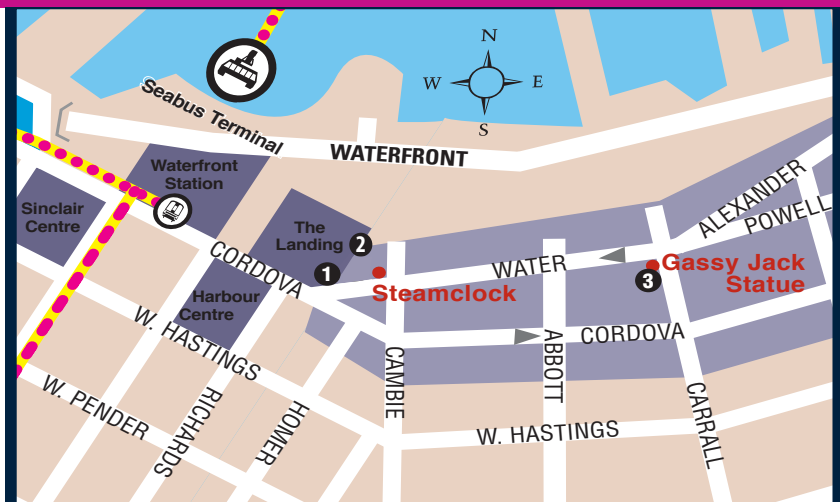 N
W
E
S
Seabus Terminal
WATERFRONT
Waterfront
Station
Sinclair
Centre
The
Landing
2
1
CORDOVA
Harbour
Centre
Steamclock
WATER
ALEXANDER
POWELL
Gassy Jack
Statue
3
CORDOVA
W. HASTINGS
W. PENDER
RICHARDS
HOMER
CAMBIE
ABBOTT
CARRALL
W. HASTINGS